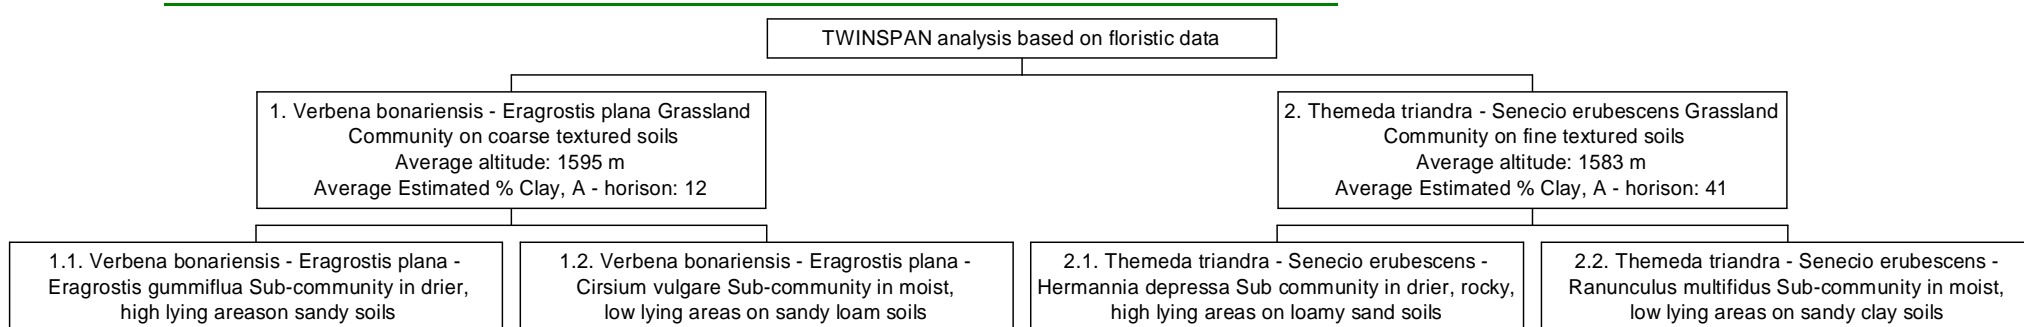 TWINSPAN analysis based on floristic data
1. Verbena bonariensis - Eragrostis plana Grassland
Community on coarse textured soils
Average altitude: 1595 m
Average Estimated % Clay, A - horison: 12
2. Themeda triandra - Senecio erubescens Grassland
Community on fine textured soils
Average altitude: 1583 m
Average Estimated % Clay, A - horison: 41
1.1. Verbena bonariensis - Eragrostis plana -
Eragrostis gummiflua Sub-community in drier,
high lying areason sandy soils
1.2. Verbena bonariensis - Eragrostis plana -
Cirsium vulgare Sub-community in moist,
low lying areas on sandy loam soils
2.1. Themeda triandra - Senecio erubescens -
Hermannia depressa Sub community in drier, rocky,
high lying areas on loamy sand soils
2.2. Themeda triandra - Senecio erubescens -
Ranunculus multifidus Sub-community in moist,
low lying areas on sandy clay soils